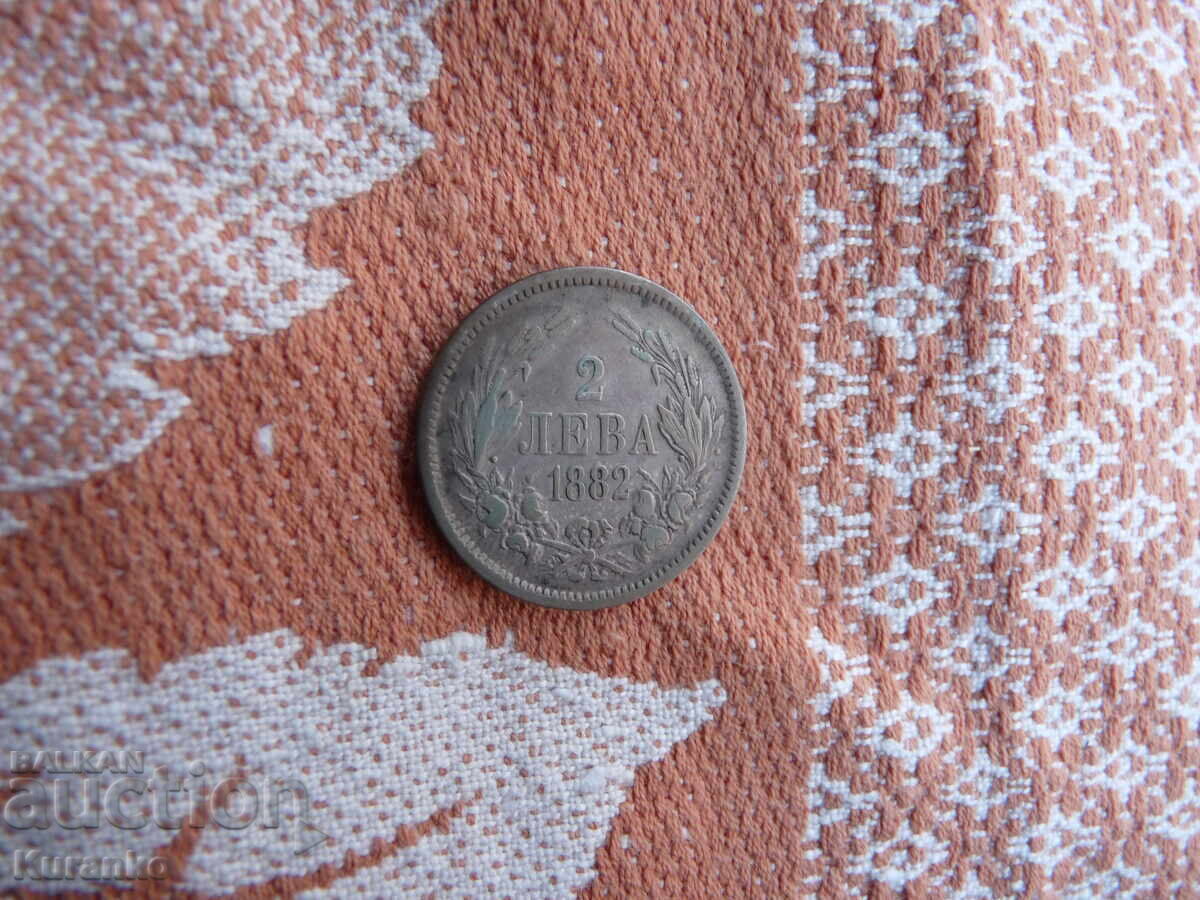 2
ЛЕВА
1882
BALKAN
auction
Kuranko